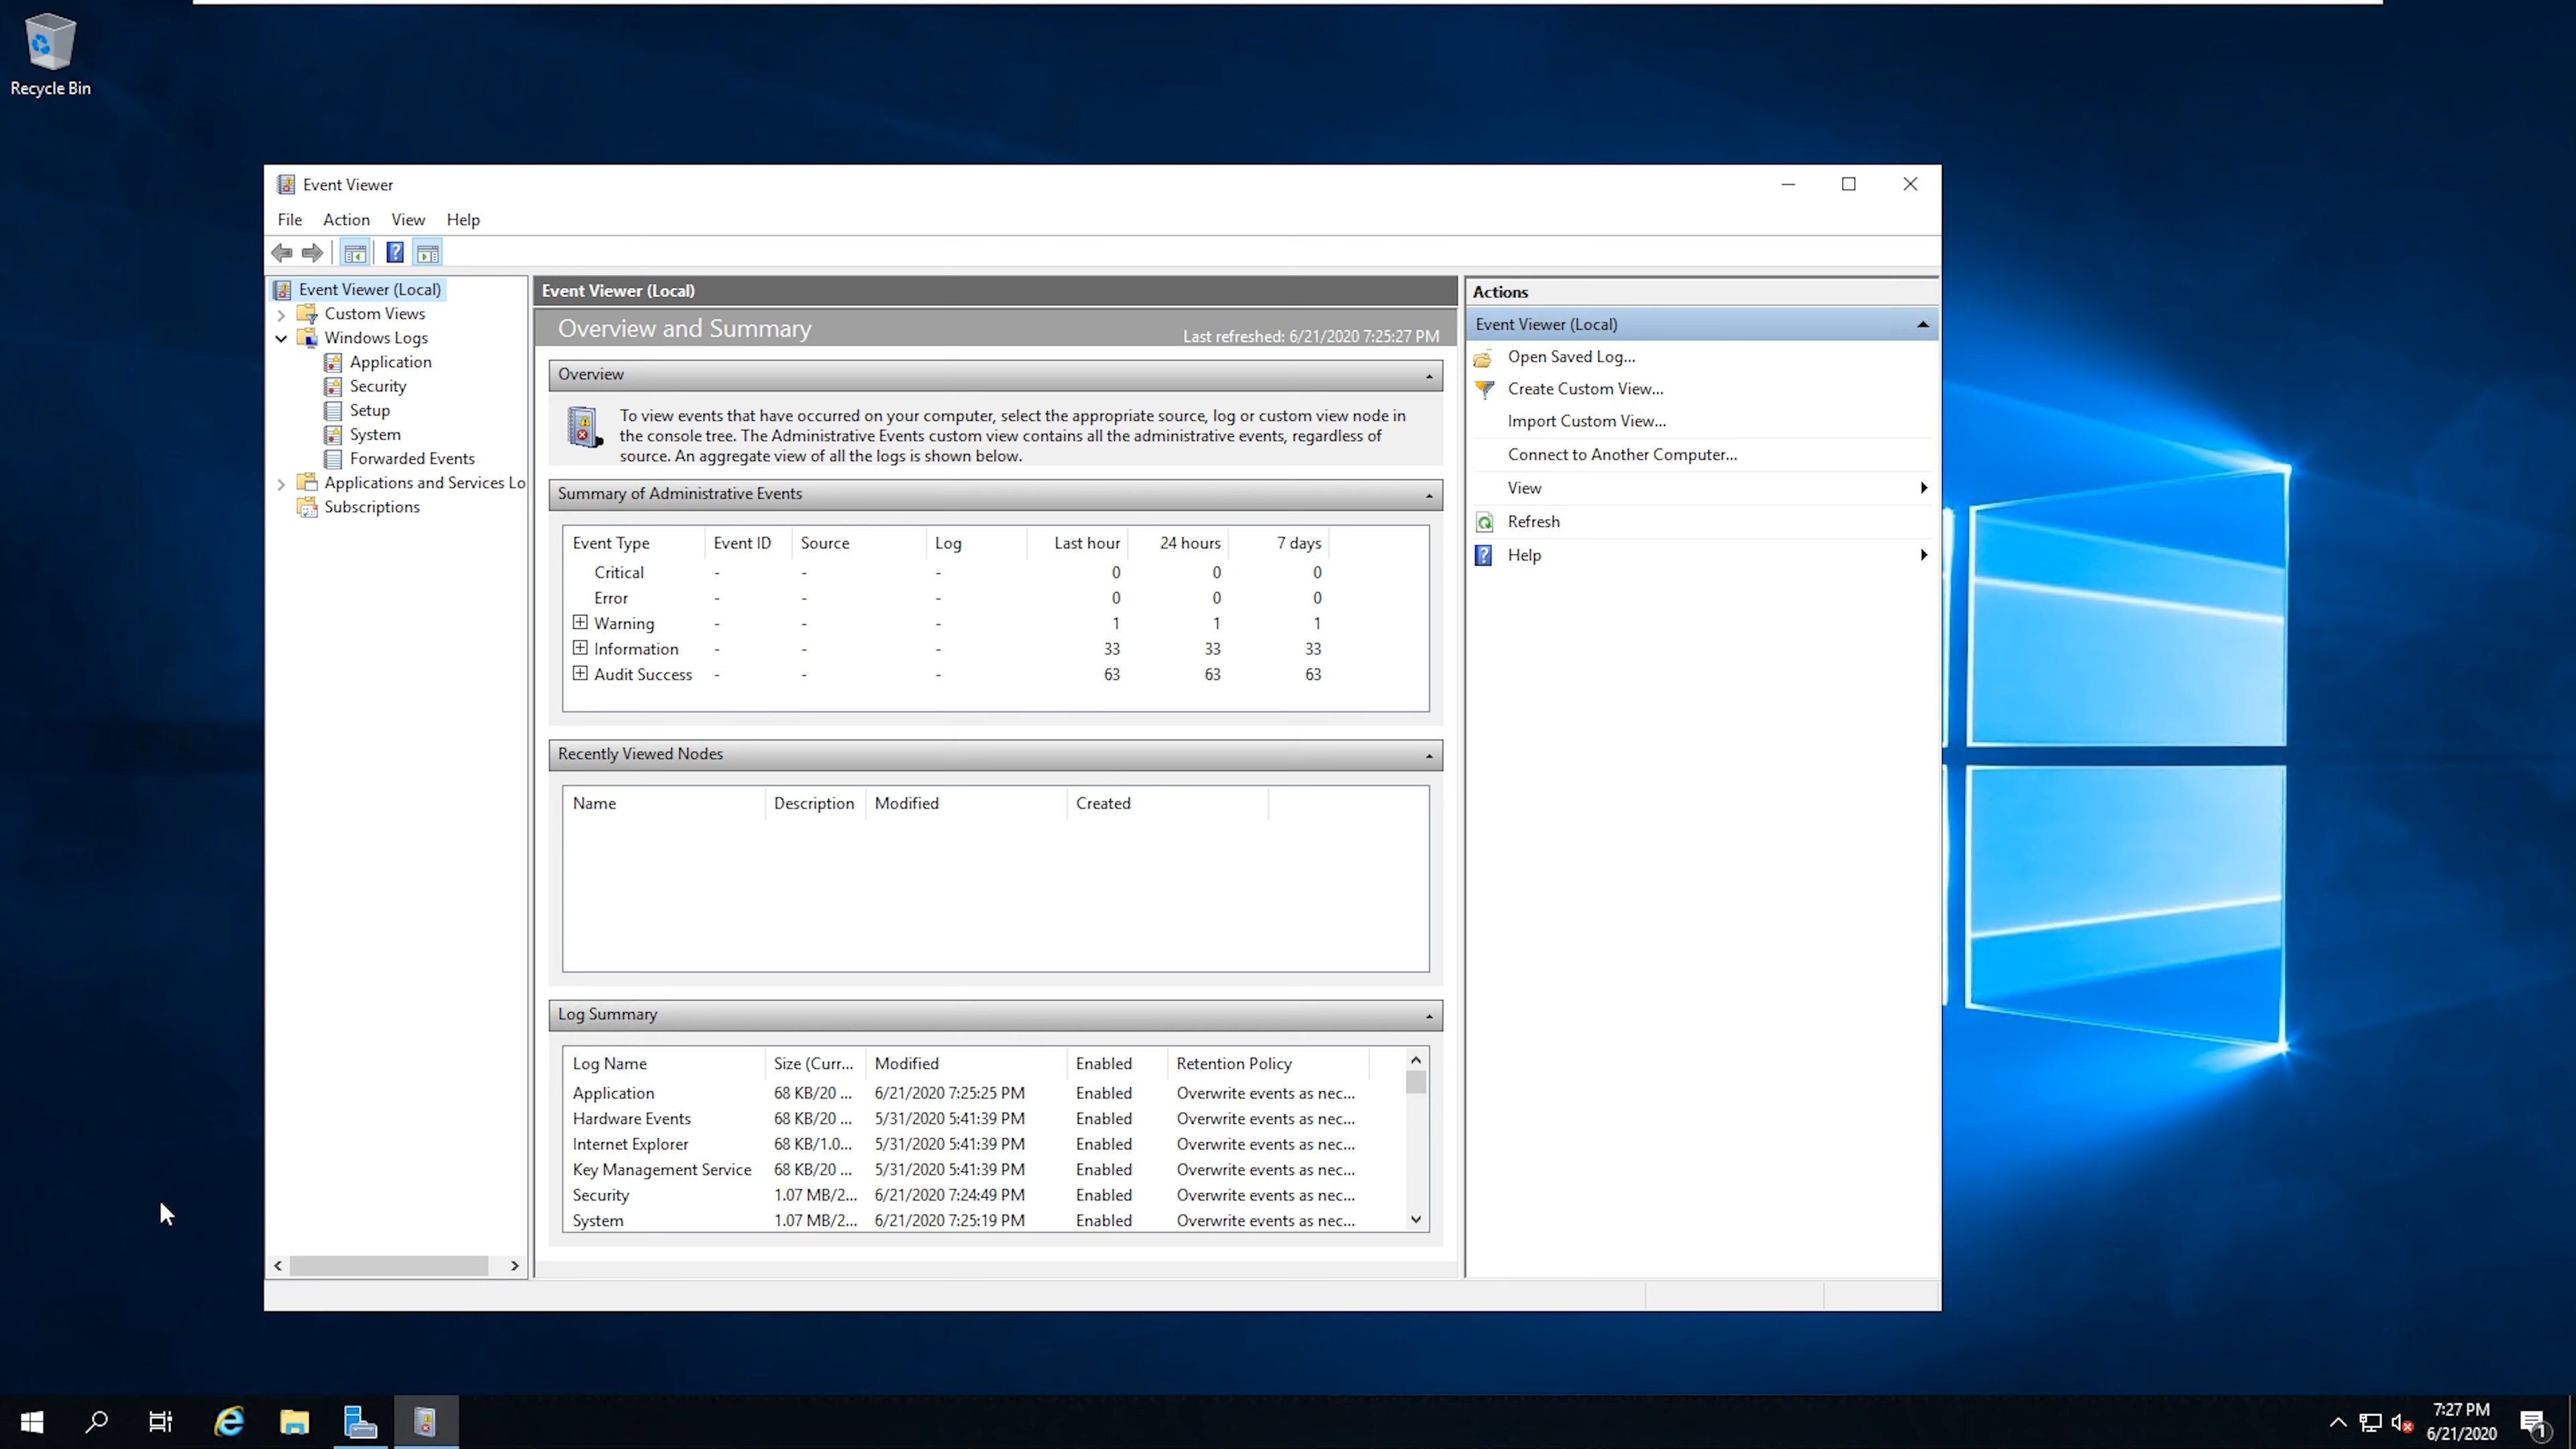 Recycle Bin
Event Viewer
File Action View Help
Event Viewer (Local)
Custom Views
Windows Logs
Application
Security
Setup
System
Forwarded Events
Applications and Services Lo
Subscriptions
Event Viewer (Local)
Overview and Summary
Last refreshed: 6/21/2020 7:25:27 PM
Overview
To view events that have occurred on your computer, select the appropriate source, log or custom view node in
the console tree. The Administrative Events custom view contains all the administrative events, regardless of
source. An aggregate view of all the logs is shown below.
Summary of Administrative Events
Event Type Event ID Source Log Last hour 24 hours 7 days
Critical - - - 0 0 0
Error - - - 0 0 0
Warning - - - 1 1 1
Information - - - 33 33 33
Audit Success - - - 63 63 63
Recently Viewed Nodes
Name Description Modified Created
Log Summary
Log Name Size (Curr... Modified Enabled Retention Policy
Application 68 KB/20 ... 6/21/2020 7:25:25 PM Enabled Overwrite events as nec...
Hardware Events 68 KB/20 ... 5/31/2020 5:41:39 PM Enabled Overwrite events as nec...
Internet Explorer 68 KB/1.0... 5/31/2020 5:41:39 PM Enabled Overwrite events as nec...
Key Management Service 68 KB/20 ... 5/31/2020 5:41:39 PM Enabled Overwrite events as nec...
Security 1.07 MB/2... 6/21/2020 7:24:49 PM Enabled Overwrite events as nec...
System 1.07 MB/2... 6/21/2020 7:25:19 PM Enabled Overwrite events as nec...
Actions
Event Viewer (Local)
Open Saved Log...
Create Custom View...
Import Custom View...
Connect to Another Computer...
View
Refresh
Help
7:27 PM
6/21/2020
1